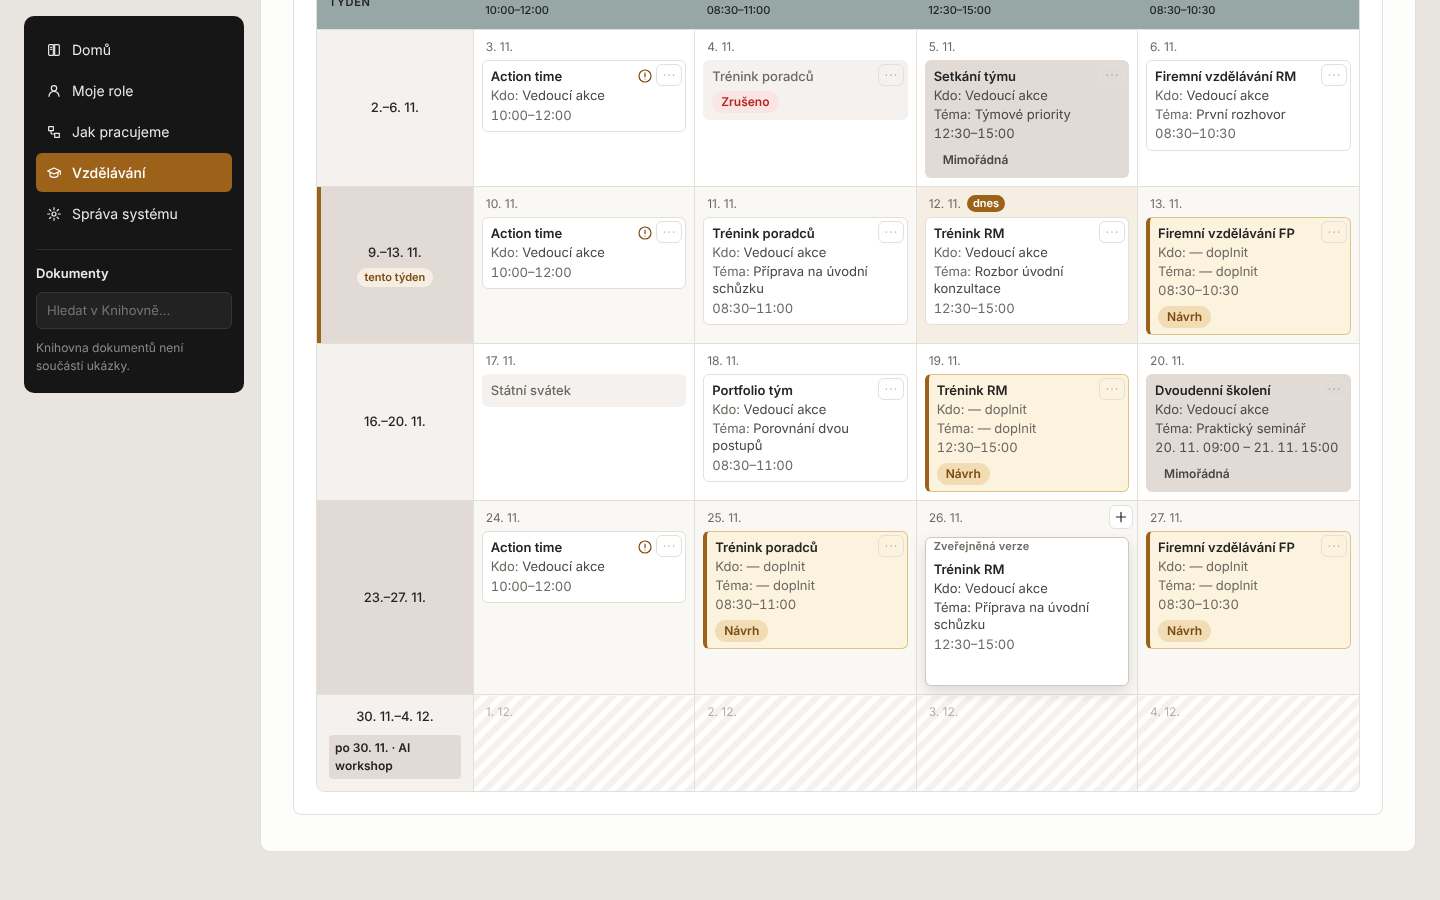 Domů
Moje role
Jak pracujeme
Vzdělávání
Správa systému
Dokumenty
Hledat v Knihovně...
Knihovna dokumentů není
součástí ukázky.
TÝDEN
10:00–12:00
08:30–11:00
12:30–15:00
08:30–10:30
2.–6. 11.
3. 11.
Action time
Kdo: Vedoucí akce
10:00–12:00
4. 11.
Trénink poradců
Zrušeno
5. 11.
Setkání týmu
Kdo: Vedoucí akce
Téma: Týmové priority
12:30–15:00
Mimořádná
6. 11.
Firemní vzdělávání RM
Kdo: Vedoucí akce
Téma: První rozhovor
08:30–10:30
9.–13. 11.
tento týden
10. 11.
Action time
Kdo: Vedoucí akce
10:00–12:00
11. 11.
Trénink poradců
Kdo: Vedoucí akce
Téma: Příprava na úvodní
schůzku
08:30–11:00
12. 11. dnes
Trénink RM
Kdo: Vedoucí akce
Téma: Rozbor úvodní
konzultace
12:30–15:00
13. 11.
Firemní vzdělávání FP
Kdo: — doplnit
Téma: — doplnit
08:30–10:30
Návrh
16.–20. 11.
17. 11.
Státní svátek
18. 11.
Portfolio tým
Kdo: Vedoucí akce
Téma: Porovnání dvou
postupů
08:30–11:00
19. 11.
Trénink RM
Kdo: — doplnit
Téma: — doplnit
12:30–15:00
Návrh
20. 11.
Dvoudenní školení
Kdo: Vedoucí akce
Téma: Praktický seminář
20. 11. 09:00 – 21. 11. 15:00
Mimořádná
23.–27. 11.
24. 11.
Action time
Kdo: Vedoucí akce
10:00–12:00
25. 11.
Trénink poradců
Kdo: — doplnit
Téma: — doplnit
08:30–11:00
Návrh
26. 11.
Zveřejněná verze
Trénink RM
Kdo: Vedoucí akce
Téma: Příprava na úvodní
schůzku
12:30–15:00
27. 11.
Firemní vzdělávání FP
Kdo: — doplnit
Téma: — doplnit
08:30–10:30
Návrh
30. 11.–4. 12.
po 30. 11. · AI
workshop
1. 12.
2. 12.
3. 12.
4. 12.